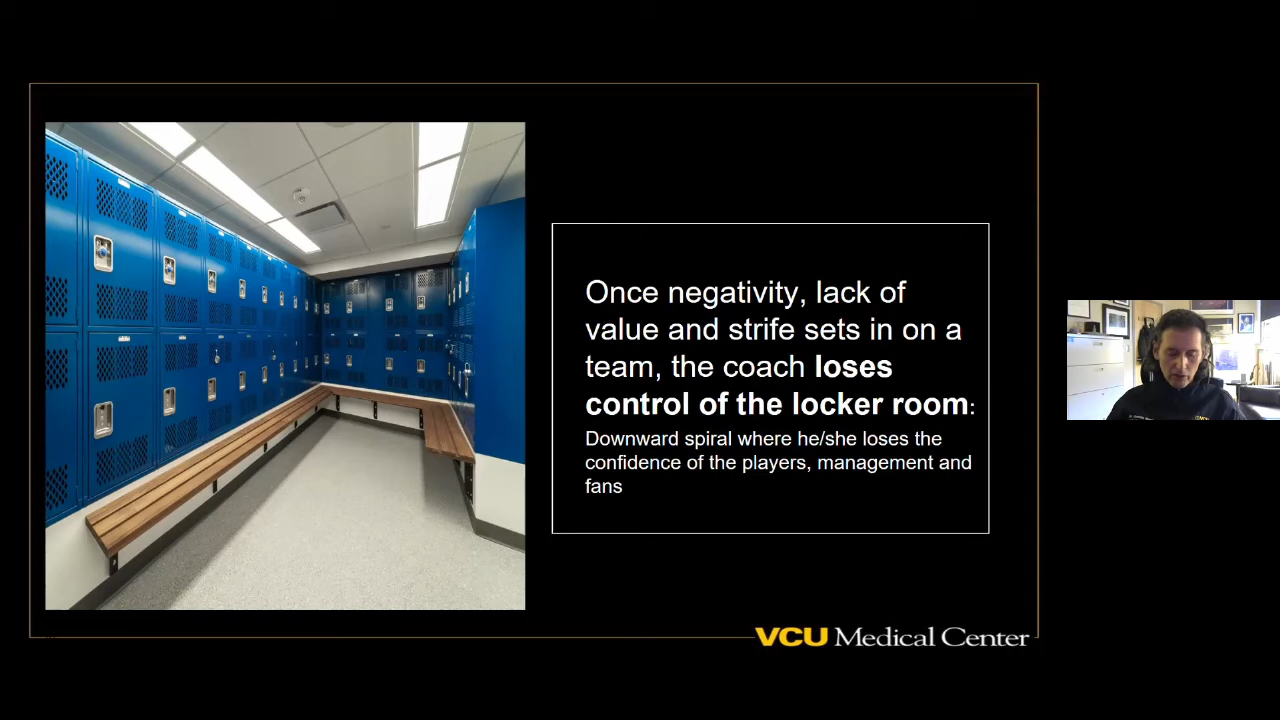 Once negativity, lack of
value and strife sets in on a
team, the coach loses
control of the locker room:
Downward spiral where he/she loses the
confidence of the players, management and
fans
VCU Medical Center